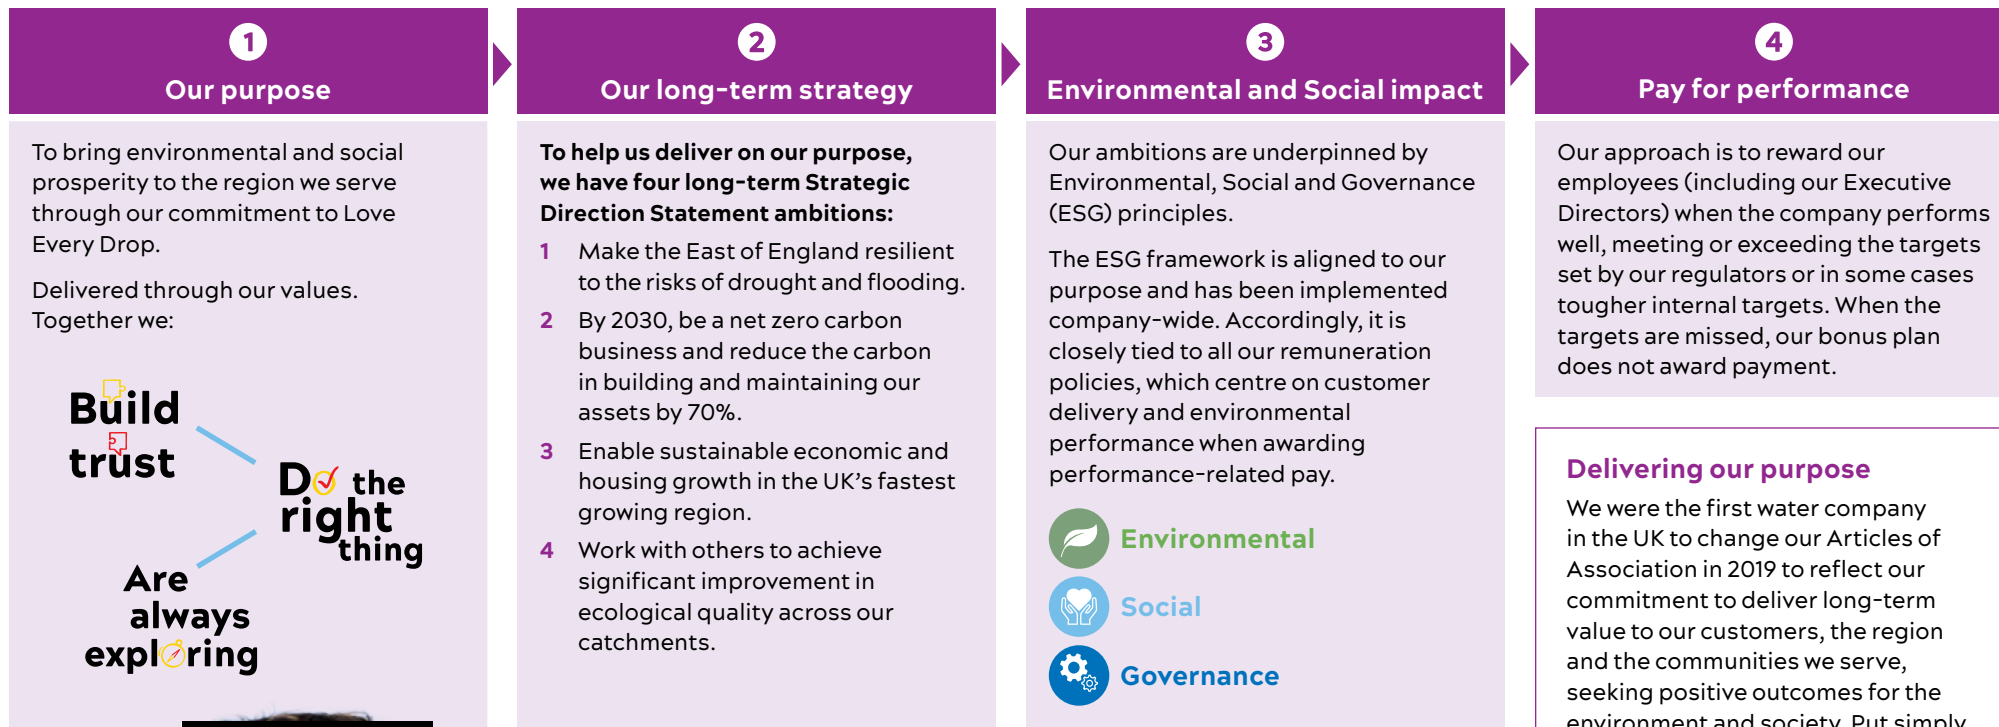 1
Our purpose
To bring environmental and social
prosperity to the region we serve
through our commitment to Love
Every Drop.
Delivered through our values.
Together we:
Build
trust
Do the
right
thing
Are
always
exploring
2
Our long-term strategy
To help us deliver on our purpose,
we have four long-term Strategic
Direction Statement ambitions:
1 Make the East of England resilient
to the risks of drought and flooding.
2 By 2030, be a net zero carbon
business and reduce the carbon
in building and maintaining our
assets by 70%.
3 Enable sustainable economic and
housing growth in the UK's fastest
growing region.
4 Work with others to achieve
significant improvement in
ecological quality across our
catchments.
3
Environmental and Social impact
Our ambitions are underpinned by
Environmental, Social and Governance
(ESG) principles.
The ESG framework is aligned to our
purpose and has been implemented
company-wide. Accordingly, it is
closely tied to all our remuneration
policies, which centre on customer
delivery and environmental
performance when awarding
performance-related pay.
Environmental
Social
Governance
4
Pay for performance
Our approach is to reward our
employees (including our Executive
Directors) when the company performs
well, meeting or exceeding the targets
set by our regulators or in some cases
tougher internal targets. When the
targets are missed, our bonus plan
does not award payment.
Delivering our purpose
We were the first water company
in the UK to change our Articles of
Association in 2019 to reflect our
commitment to deliver long-term
value to our customers, the region
and the communities we serve,
seeking positive outcomes for the
environment and society. Put simply